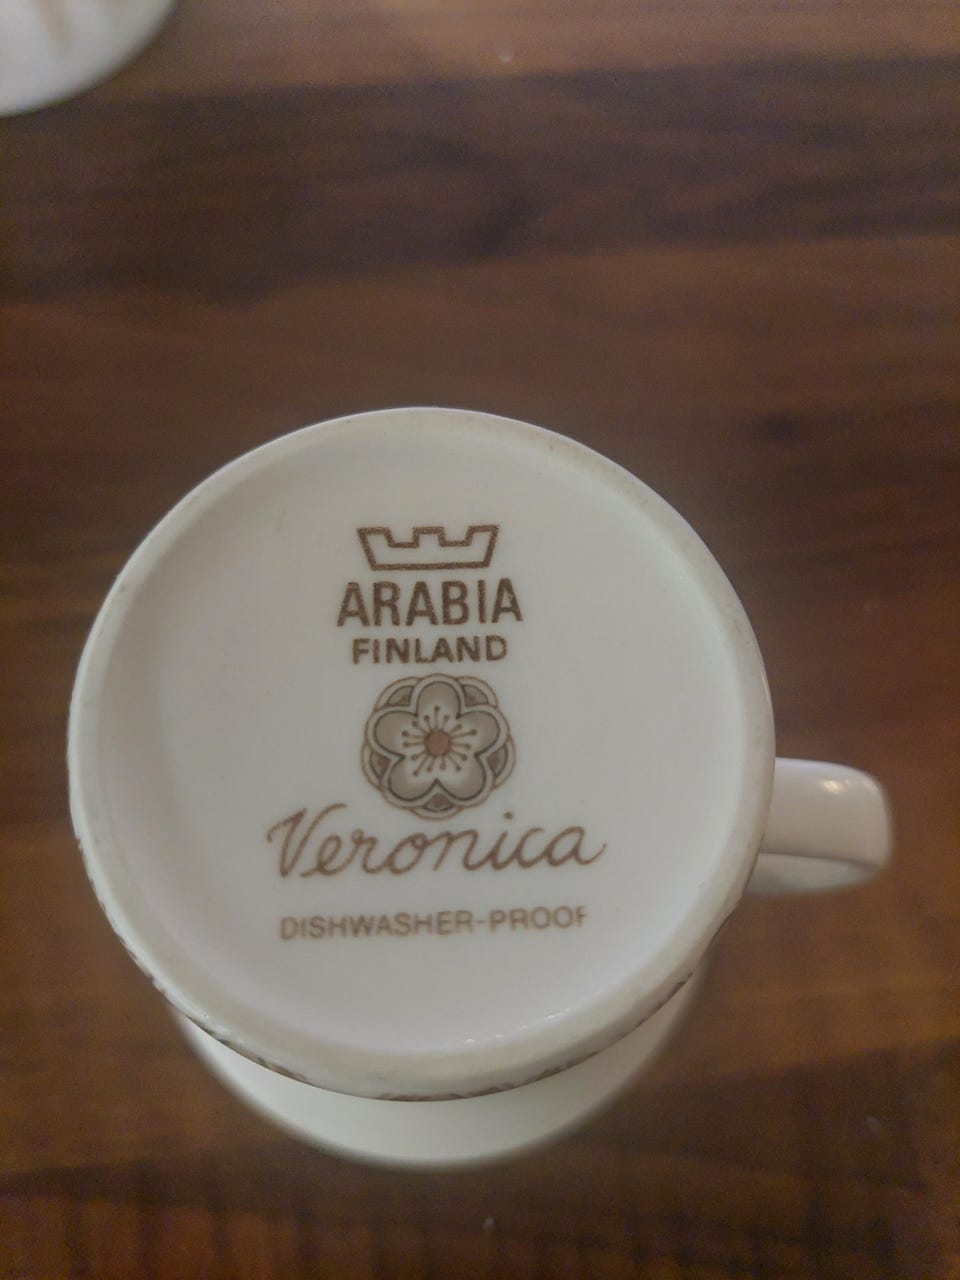 ARABIA
FINLAND
Veronica
DISHWASHER-PROOF